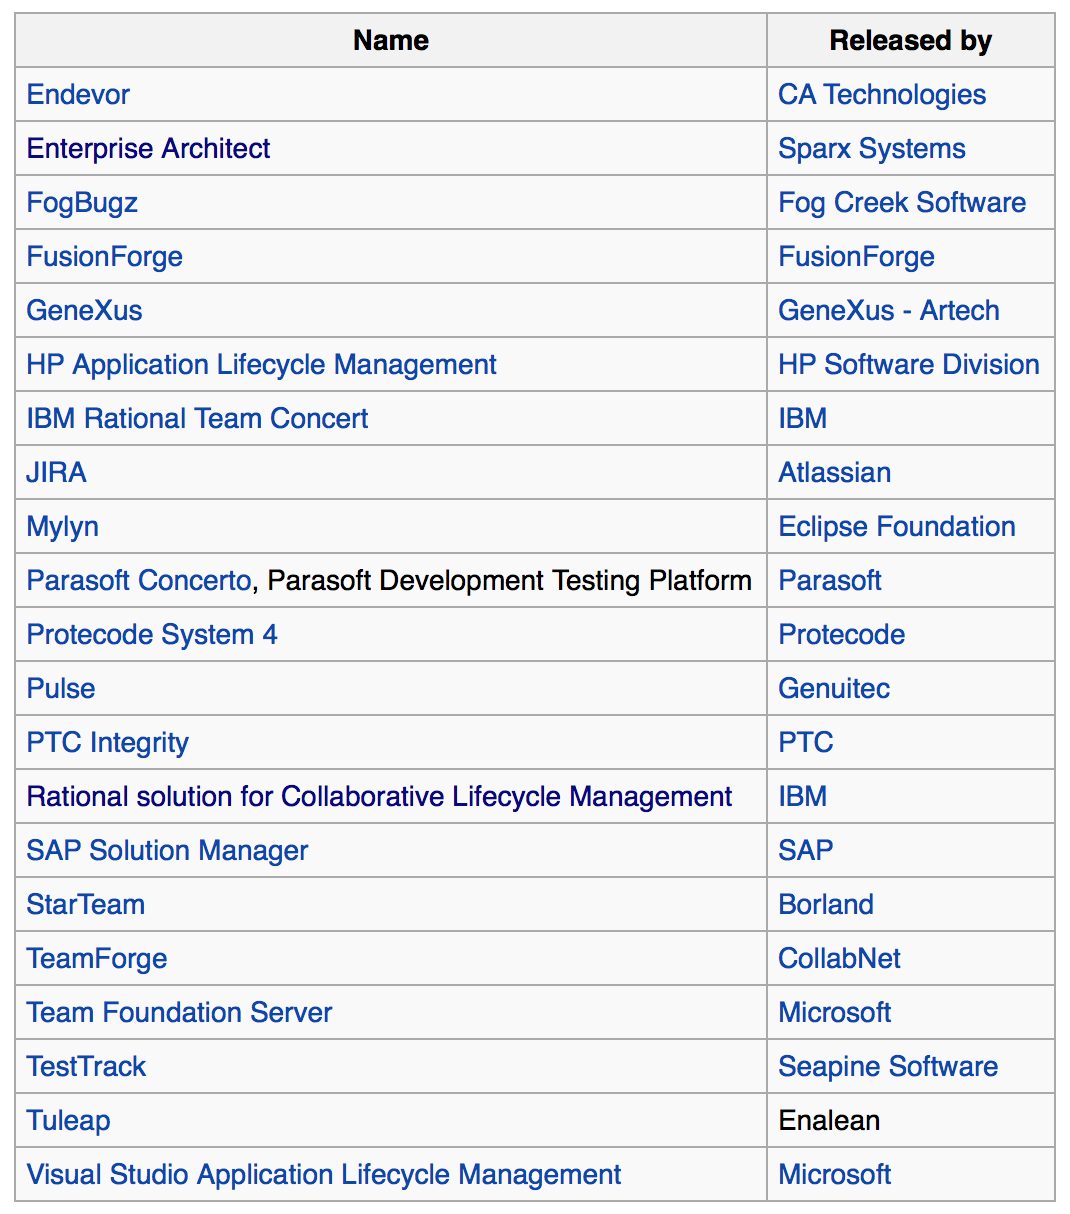 Name Released by
Endevor CA Technologies
Enterprise Architect Sparx Systems
FogBugz Fog Creek Software
FusionForge FusionForge
GeneXus GeneXus - Artech
HP Application Lifecycle Management HP Software Division
IBM Rational Team Concert IBM
JIRA Atlassian
Mylyn Eclipse Foundation
Parasoft Concerto, Parasoft Development Testing Platform Parasoft
Protecode System 4 Protecode
Pulse Genuitec
PTC Integrity PTC
Rational solution for Collaborative Lifecycle Management IBM
SAP Solution Manager SAP
StarTeam Borland
TeamForge CollabNet
Team Foundation Server Microsoft
TestTrack Seapine Software
Tuleap Enalean
Visual Studio Application Lifecycle Management Microsoft